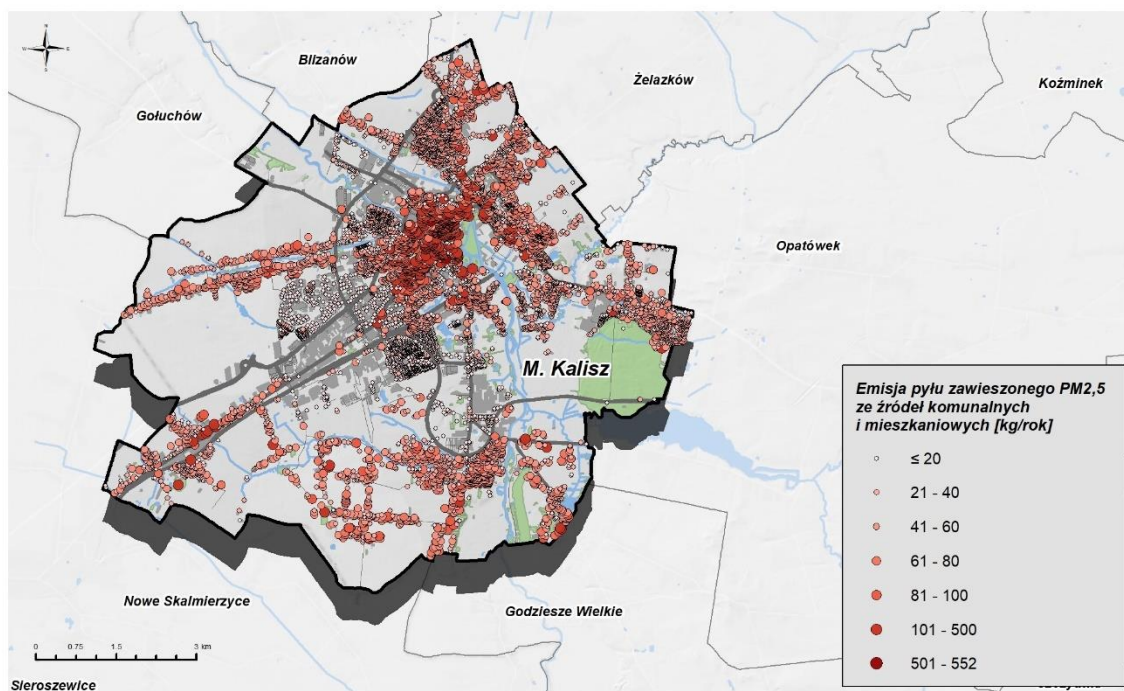 N
W E
S
Blizanów
Żelazków
Koźminek
Gołuchów
Opatówek
M. Kalisz
Emisja pyłu zawieszonego PM2,5
ze źródeł komunalnych
i mieszkaniowych [kg/rok]
≤ 20
21 - 40
41 - 60
61 - 80
81 - 100
101 - 500
501 - 552
Nowe Skalmierzyce
Godziesze Wielkie
0 0.75 1.5 3 km
Sieroszewice